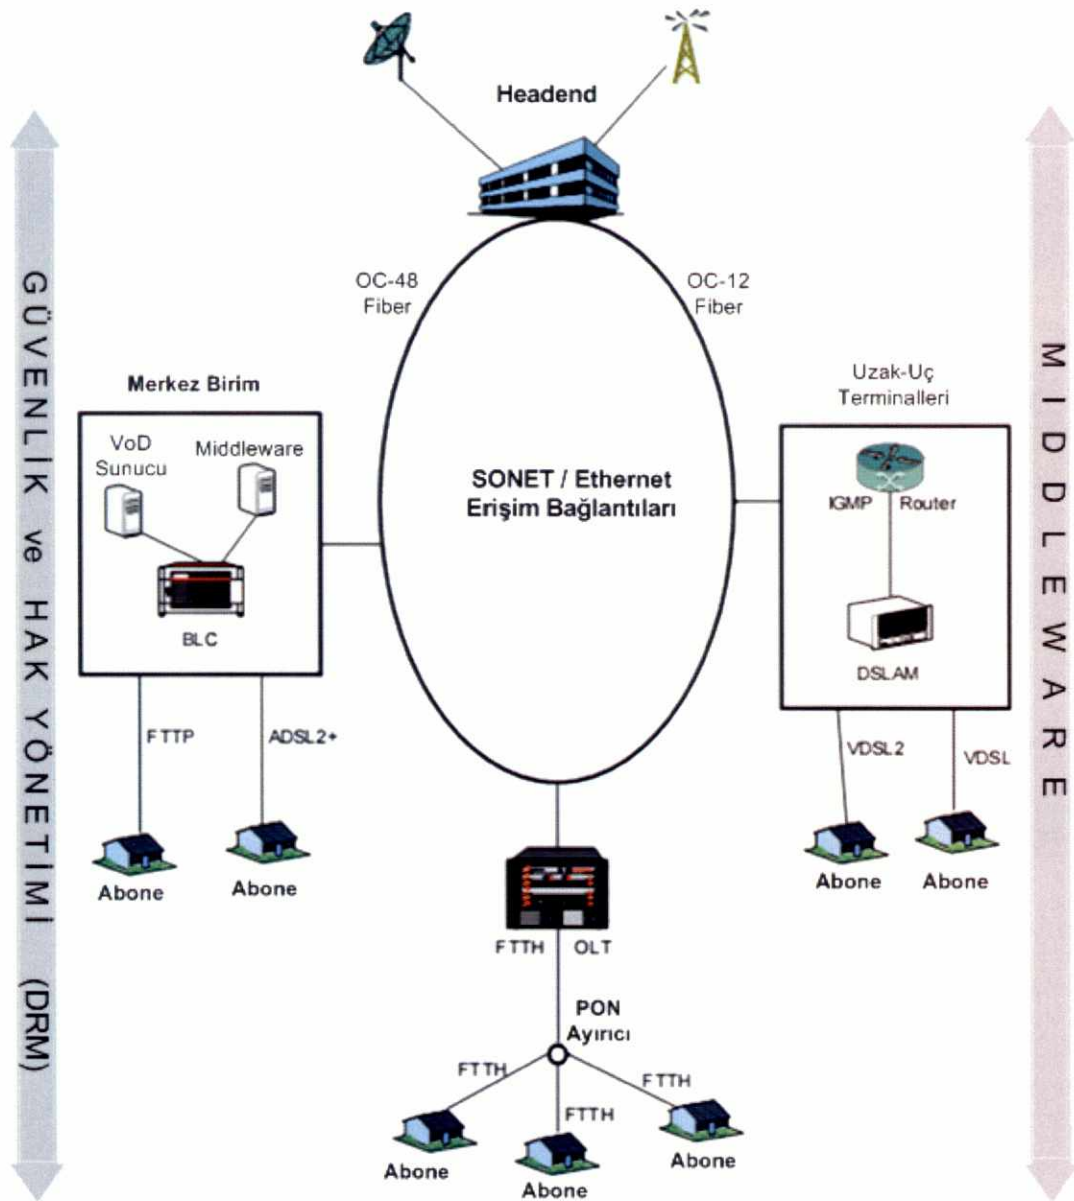 Headend
OC-48
Fiber
OC-12
Fiber
GÜVENLİK ve HAK YÖNETİMİ (DRM)
MIDDLEWARE
Merkez Birim
VoD
Sunucu
Middleware
BLC
SONET / Ethernet
Erişim Bağlantıları
Uzak-Uç
Terminalleri
IGMP Router
DSLAM
FTTP
ADSL2+
VDSL2
VDSL
Abone
Abone
Abone
Abone
FTTH OLT
PON
Ayırıcı
FTTH
FTTH
FTTH
Abone
Abone
Abone